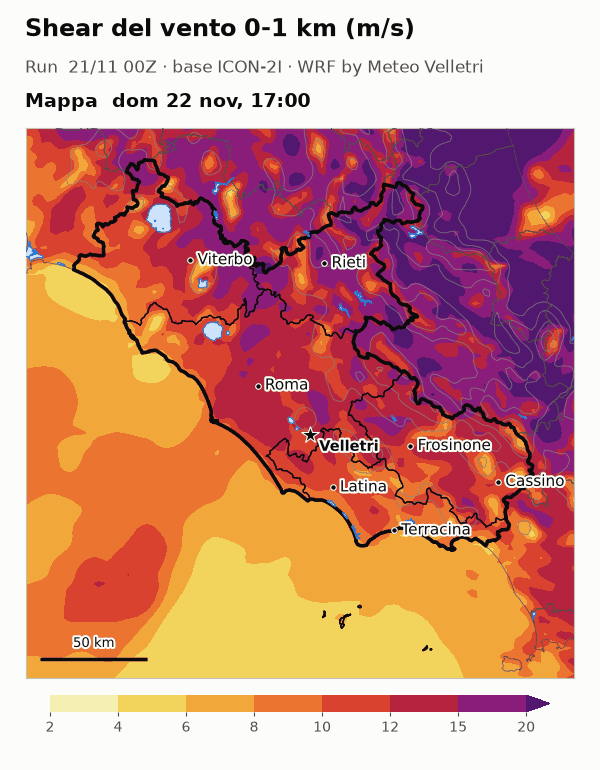 Shear del vento 0-1 km (m/s)
Run 21/11 00Z · base ICON-2I · WRF by Meteo Velletri
Mappa dom 22 nov, 17:00
Viterbo
Rieti
Roma
Velletri
Frosinone
Cassino
Latina
Terracina
50 km
2 4 6 8 10 12 15 20